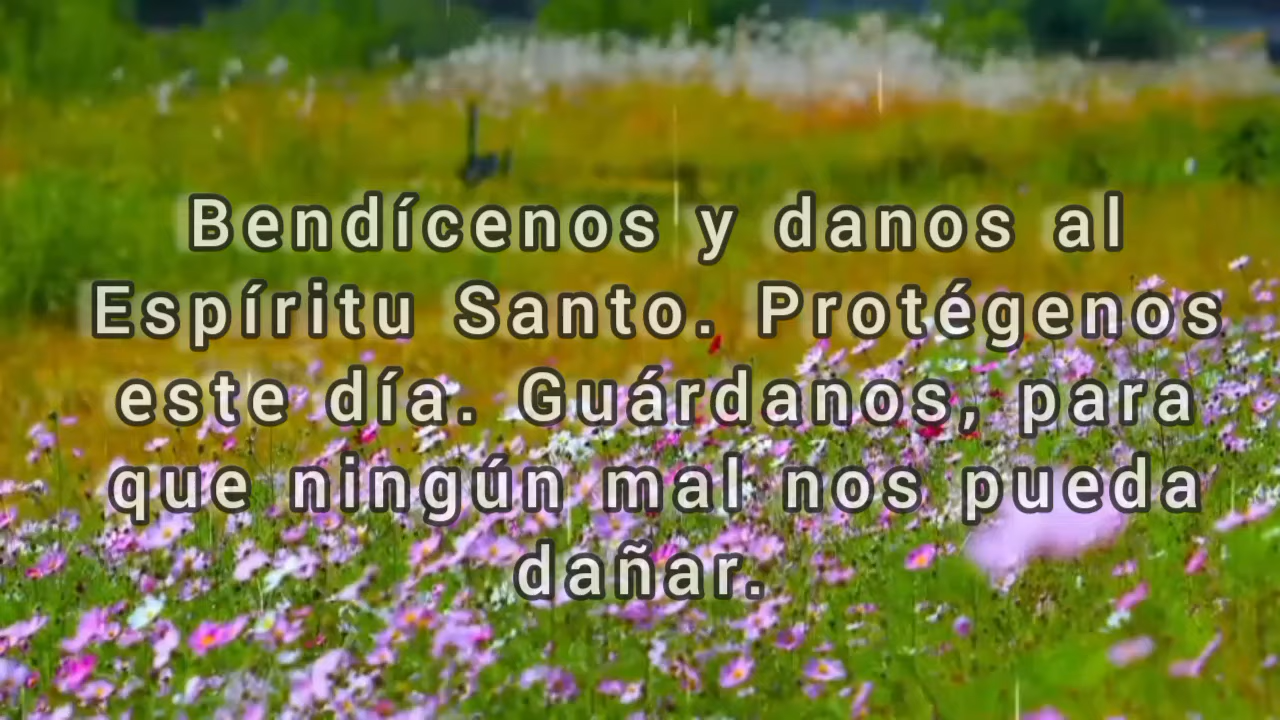 Bendícenos y danos al
Espíritu Santo. Protégenos
este día. Guárdanos, para
que ningún mal nos pueda
dañar.